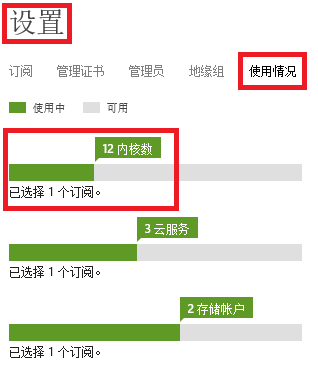 设置
订阅 管理证书 管理员 地缘组 使用情况
使用中 可用
12 内核数
已选择 1 个订阅。
3 云服务
已选择 1 个订阅。
2 存储帐户
已选择 1 个订阅。